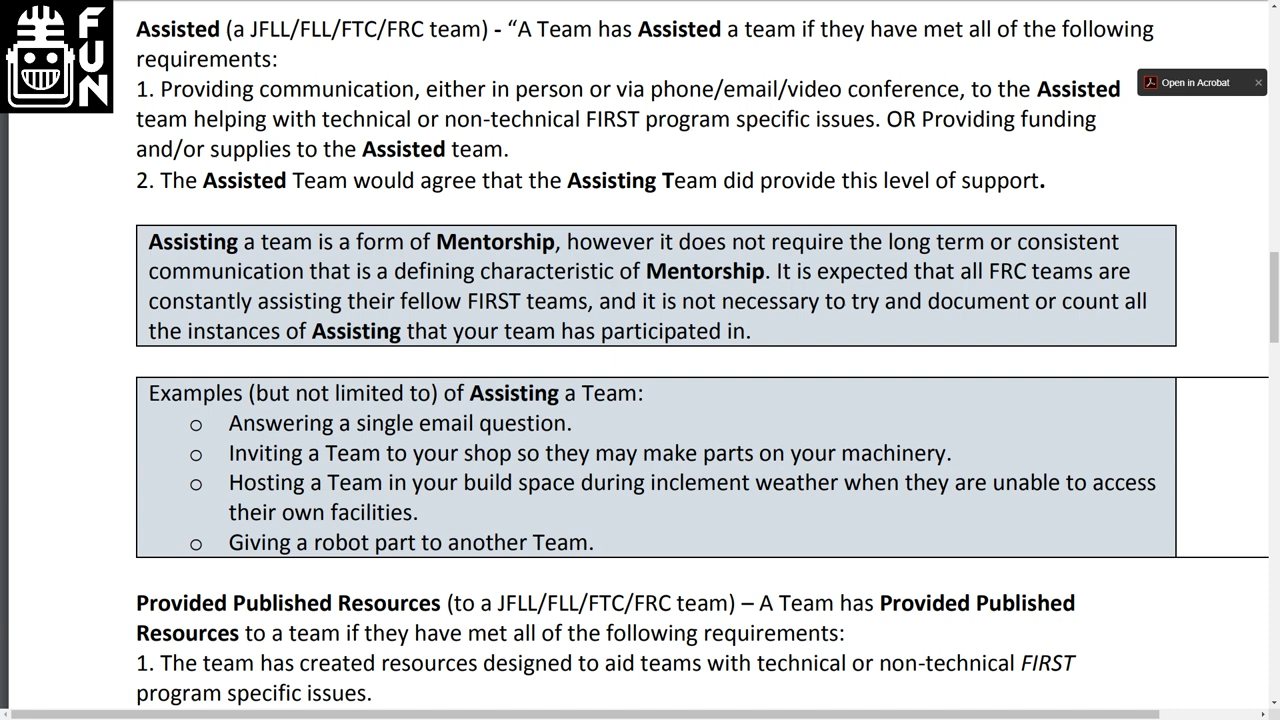 FUN
Assisted (a JFLL/FLL/FTC/FRC team) - “A Team has Assisted a team if they have met all of the following
requirements:
1. Providing communication, either in person or via phone/email/video conference, to the Assisted
team helping with technical or non-technical FIRST program specific issues. OR Providing funding
and/or supplies to the Assisted team.
2. The Assisted Team would agree that the Assisting Team did provide this level of support.
Open in Acrobat
Assisting a team is a form of Mentorship, however it does not require the long term or consistent
communication that is a defining characteristic of Mentorship. It is expected that all FRC teams are
constantly assisting their fellow FIRST teams, and it is not necessary to try and document or count all
the instances of Assisting that your team has participated in.
Examples (but not limited to) of Assisting a Team:
o Answering a single email question.
o Inviting a Team to your shop so they may make parts on your machinery.
o Hosting a Team in your build space during inclement weather when they are unable to access
their own facilities.
o Giving a robot part to another Team.
Provided Published Resources (to a JFLL/FLL/FTC/FRC team) – A Team has Provided Published
Resources to a team if they have met all of the following requirements:
1. The team has created resources designed to aid teams with technical or non-technical FIRST
program specific issues.